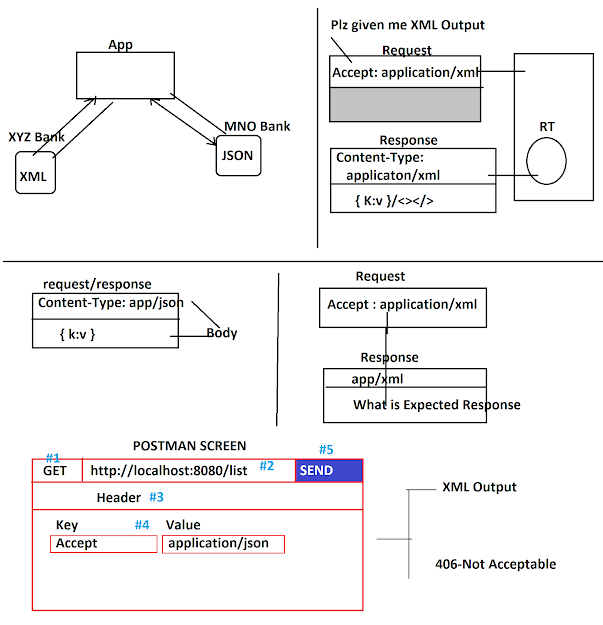 App
XYZ Bank
MNO Bank
XML
JSON
Plz given me XML Output
Request
Accept: application/xml
Response
Content-Type:
applicaton/xml
{ K:v }/<></>
RT
request/response
Content-Type: app/json
{ k:v }
Body
Request
Accept : application/xml
Response
app/xml
What is Expected Response
POSTMAN SCREEN
#1
#5
GET
http://localhost:8080/list
#2
SEND
Header #3
Key
#4
Value
Accept
application/json
XML Output
406-Not Acceptable